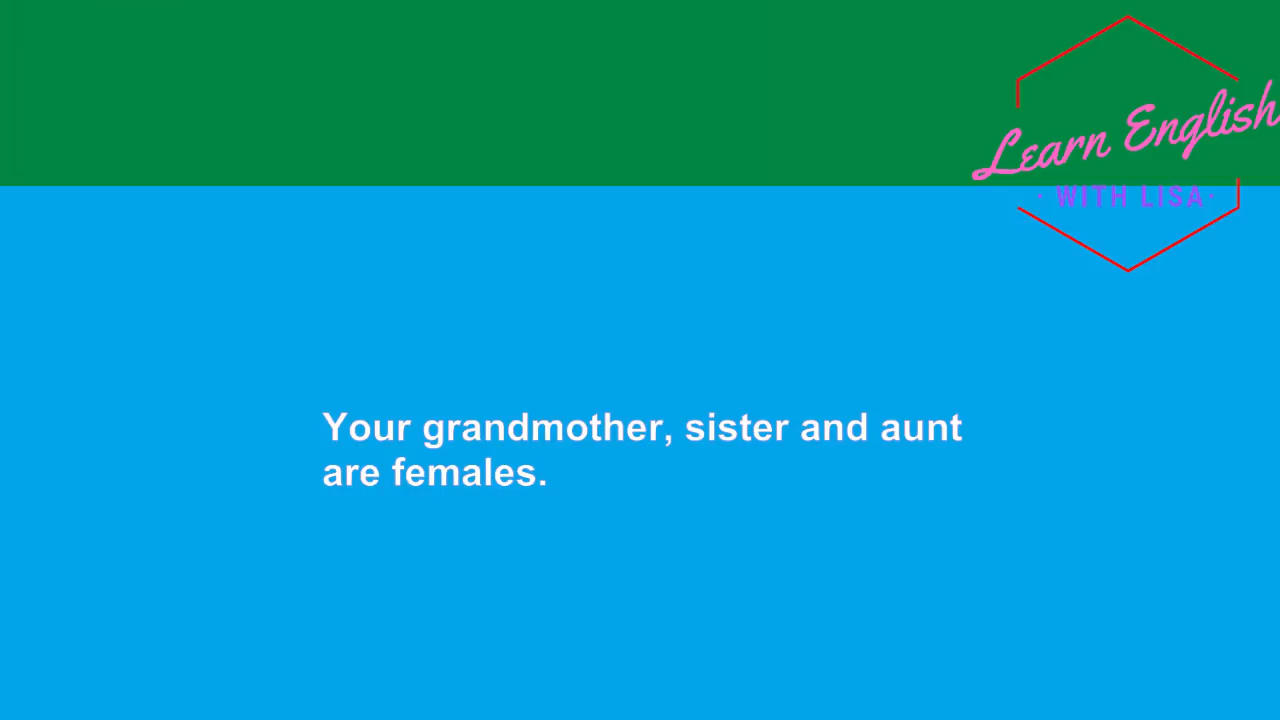 Learn English
· WITH LISA ·
Your grandmother, sister and aunt
are females.